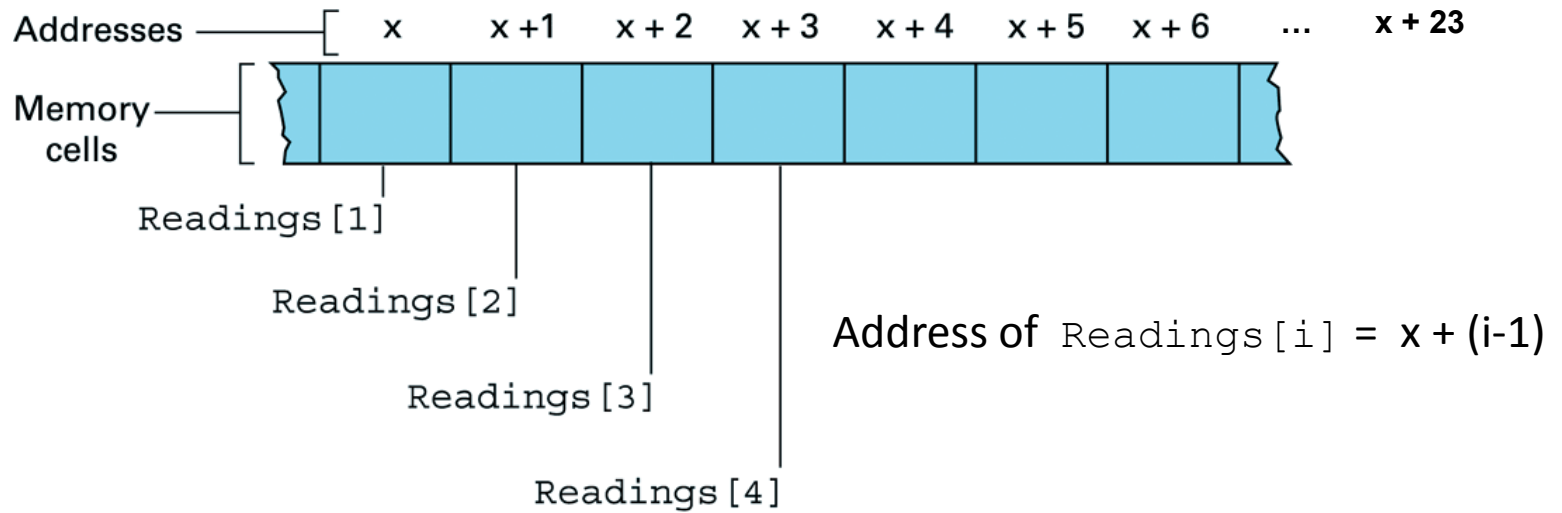 Addresses x x +1 x + 2 x + 3 x + 4 x + 5 x + 6 ... x + 23
Memory
cells
Readings[1]
Readings[2]
Address of Readings[i] = x + (i-1)
Readings[3]
Readings[4]